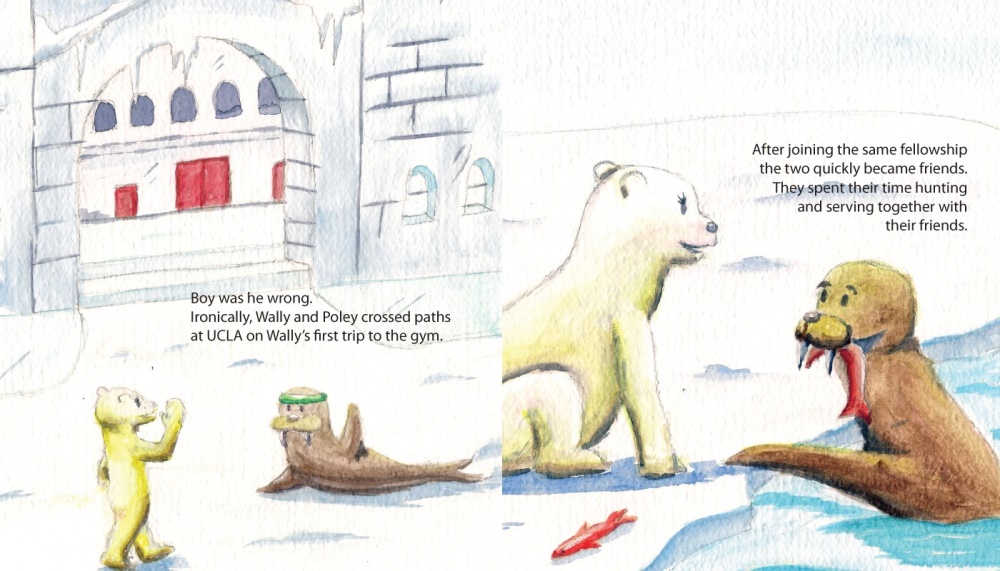 Boy was he wrong.
Ironically, Wally and Poley crossed paths
at UCLA on Wally's first trip to the gym.
After joining the same fellowship
the two quickly became friends.
They spent their time hunting
and serving together with
their friends.